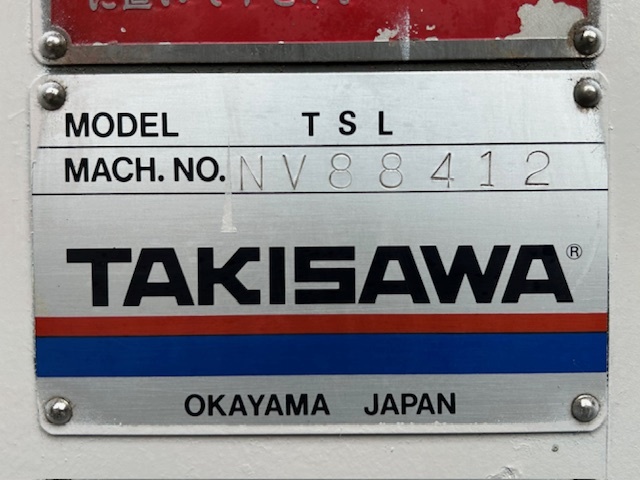 MODEL TSL
MACH. NO. NV88412
TAKISAWA®
OKAYAMA JAPAN